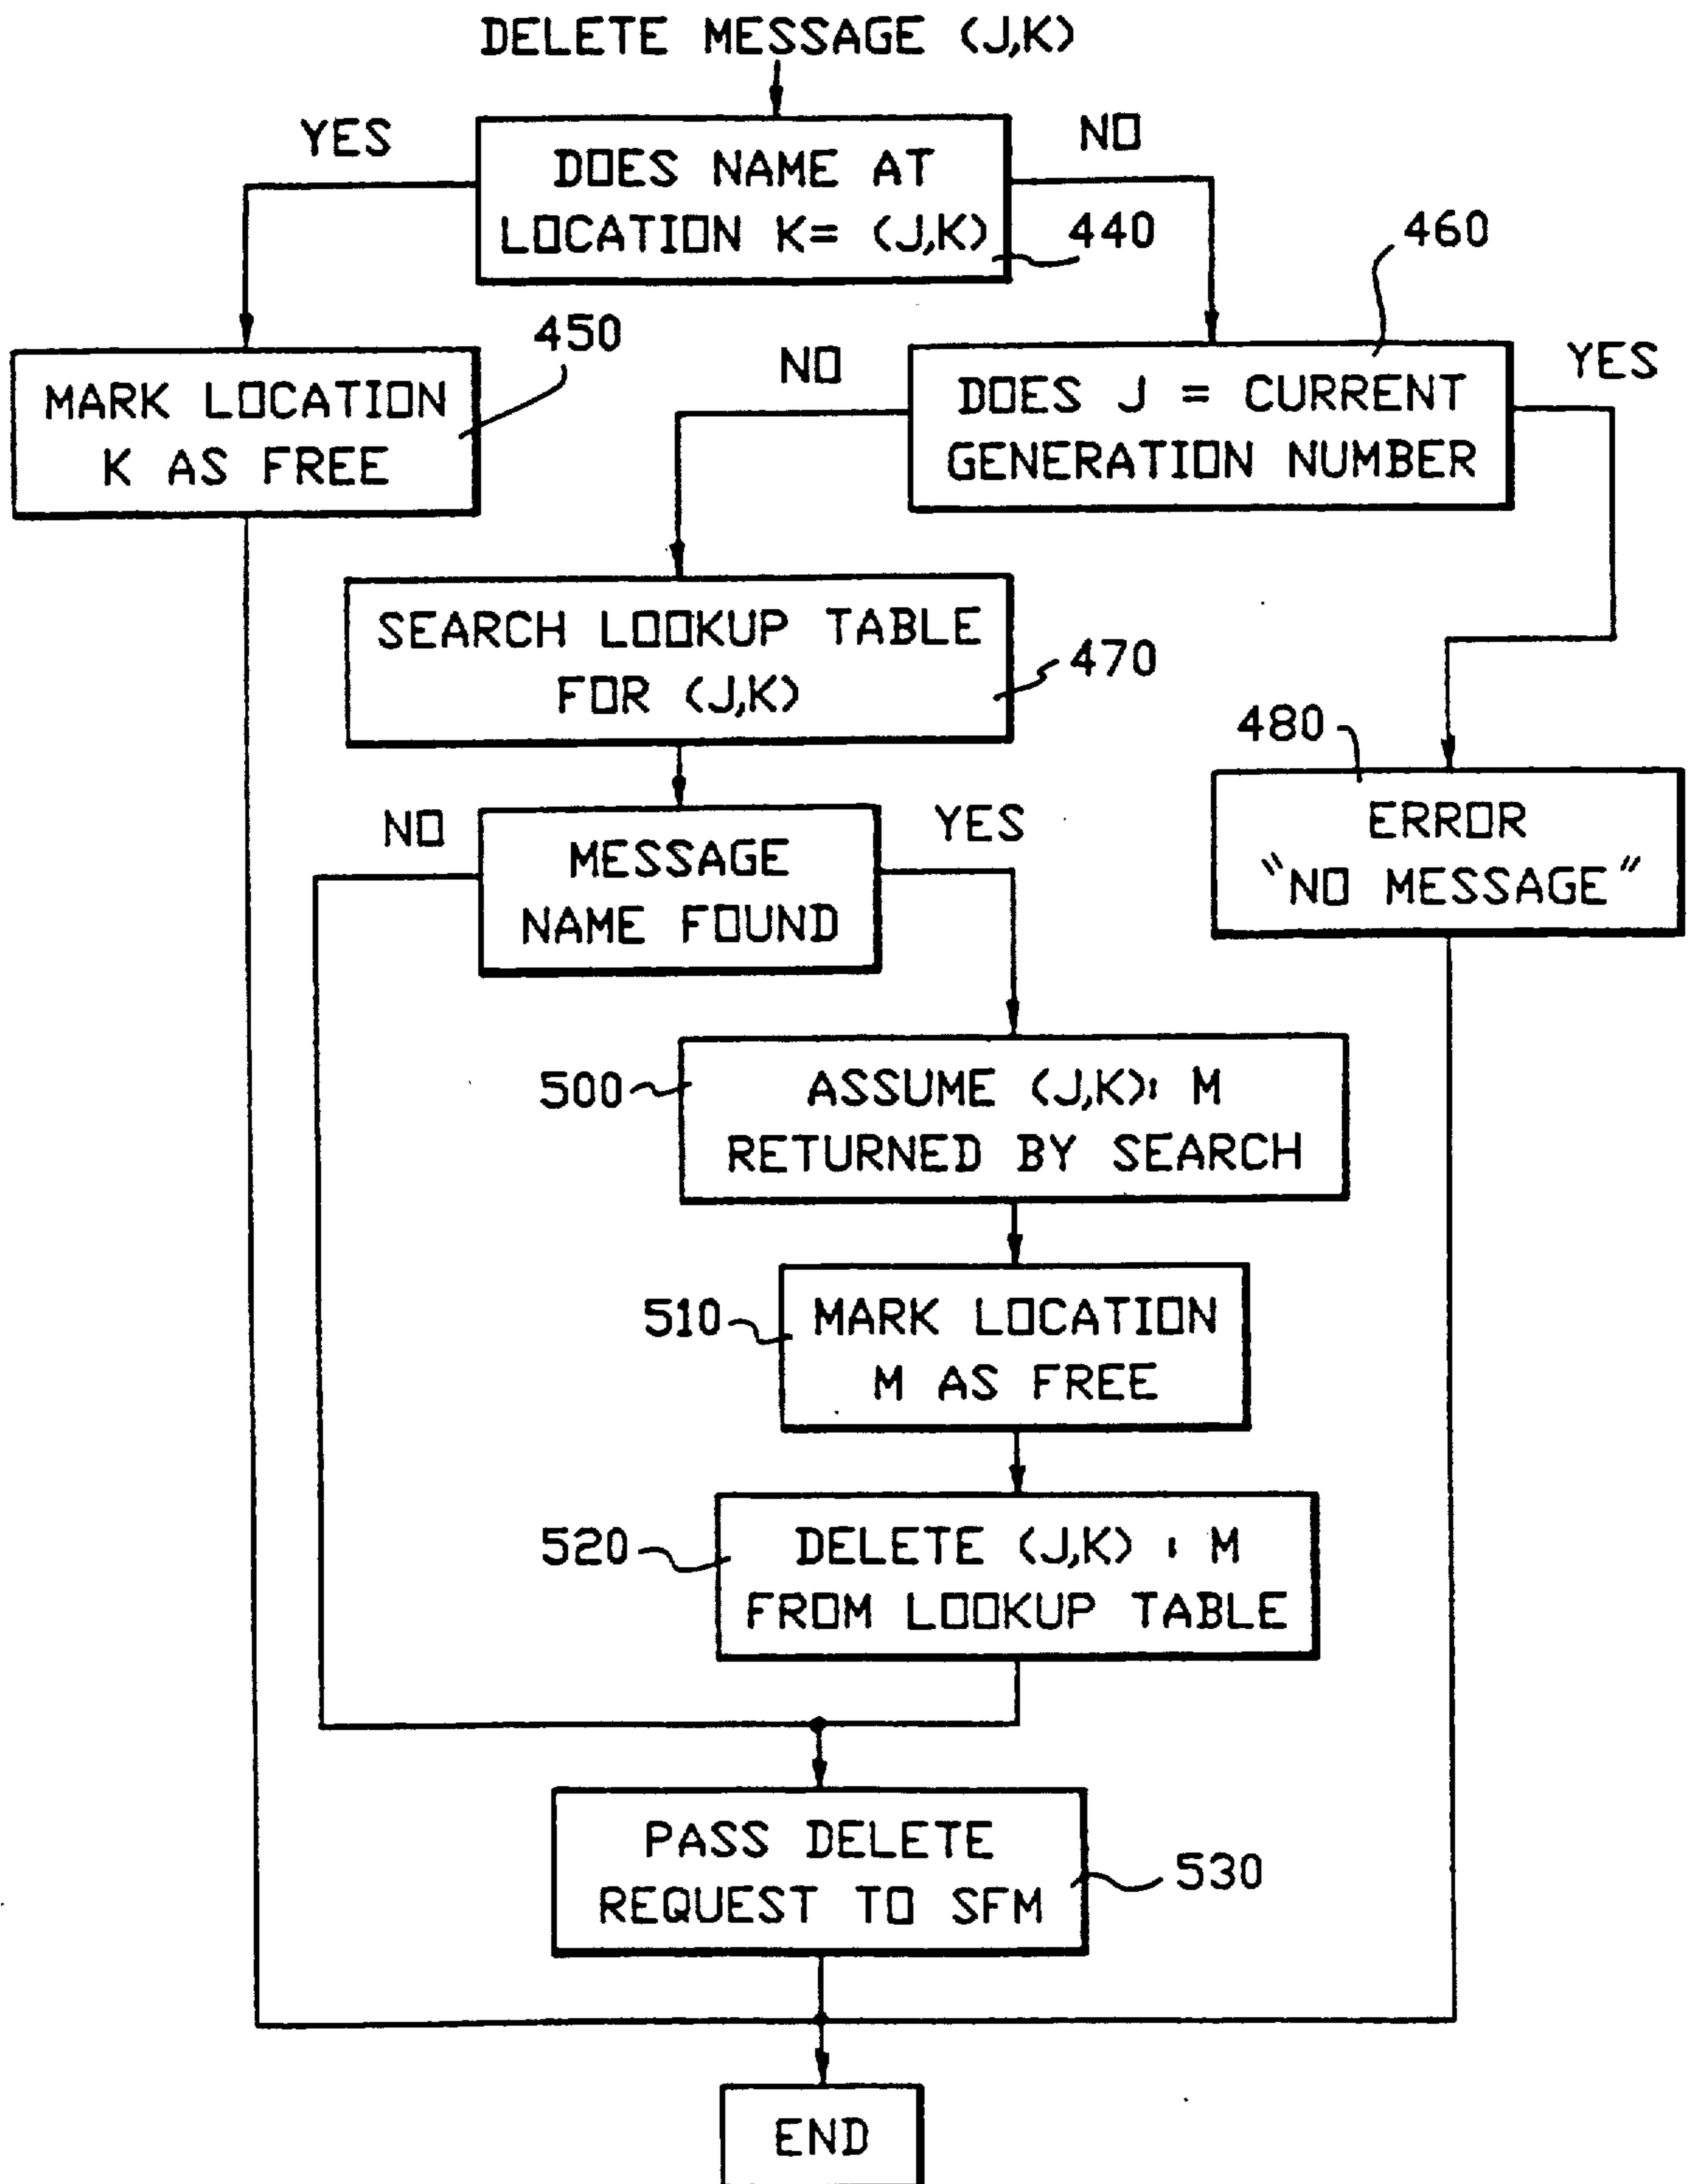 DELETE MESSAGE (J,K)
YES
NO
DOES NAME AT
LOCATION K= (J,K)
440
460
450
MARK LOCATION
K AS FREE
NO
YES
DOES J = CURRENT
GENERATION NUMBER
SEARCH LOOKUP TABLE
FOR (J,K)
470
480
ERROR
"NO MESSAGE"
NO
YES
MESSAGE
NAME FOUND
500
ASSUME (J,K): M
RETURNED BY SEARCH
510
MARK LOCATION
M AS FREE
520
DELETE (J,K) : M
FROM LOOKUP TABLE
PASS DELETE
REQUEST TO SFM
530
END